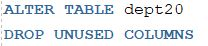 ALTER TABLE dept20
DROP UNUSED COLUMNS